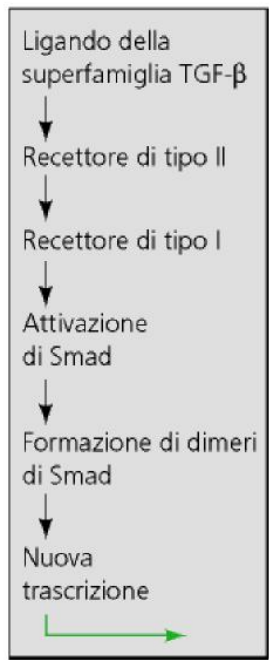 Ligando della
superfamiglia TGF-β
Recettore di tipo II
Recettore di tipo I
Attivazione
di Smad
Formazione di dimeri
di Smad
Nuova
trascrizione